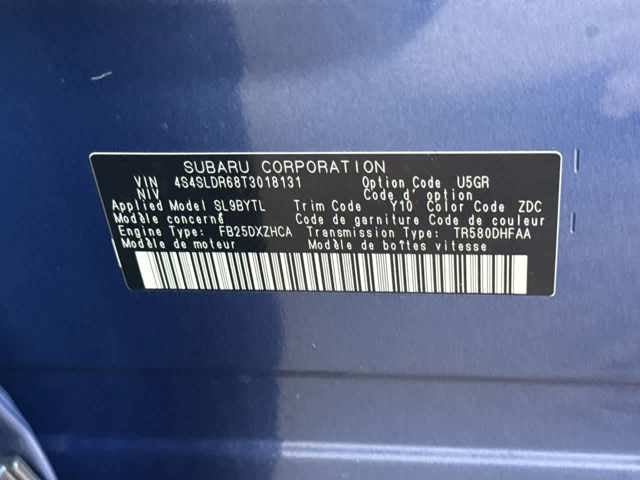 SUBARU CORPORATION
VIN 4S4SLDR68T3018131 Option Code U5GR
NIV Code d' option
Applied Model SL9BYTL Trim Code Y10 Color Code ZDC
Modèle concerné Code de garniture Code de couleur
Engine Type: FB25DXZHCA Transmission Type: TR580DHFAA
Modèle de moteur Modèle de boîtes vitesse